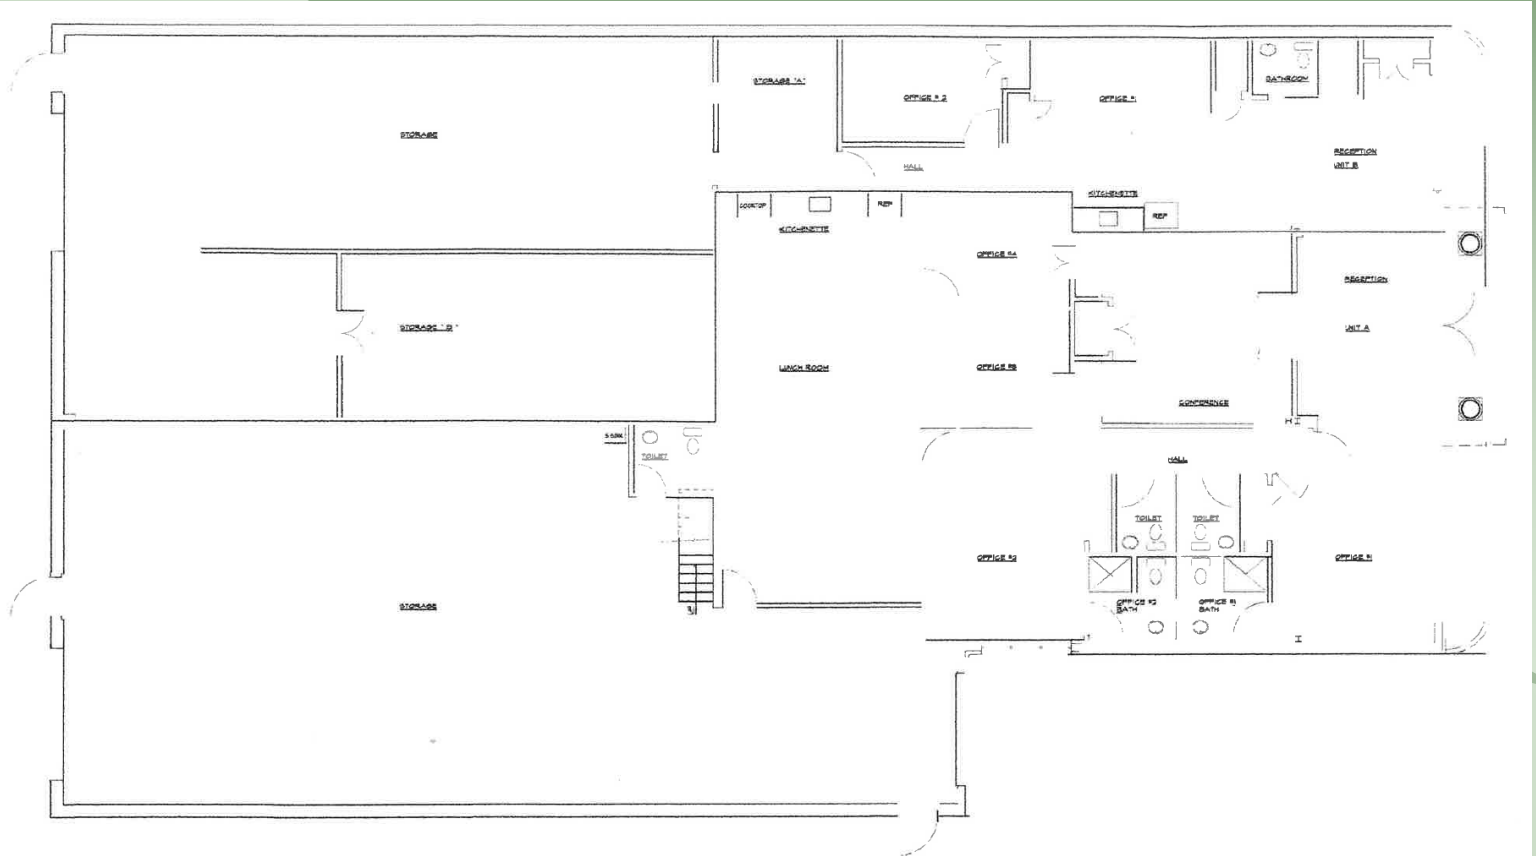 STORAGE "A"
OFFICE # 2
OFFICE #1
BATHROOM
STORAGE
HALL
RECEPTION
UNIT B
KITCHENETTE
COOKTOP
REF
REF
KITCHENETTE
OFFICE #4
RECEPTION
STORAGE " B "
UNIT A
LUNCH ROOM
OFFICE #3
CONFERENCE
TOILET
HALL
TOILET
TOILET
OFFICE #2
OFFICE #1
STORAGE
OFFICE #2
BATH
OFFICE #1
BATH